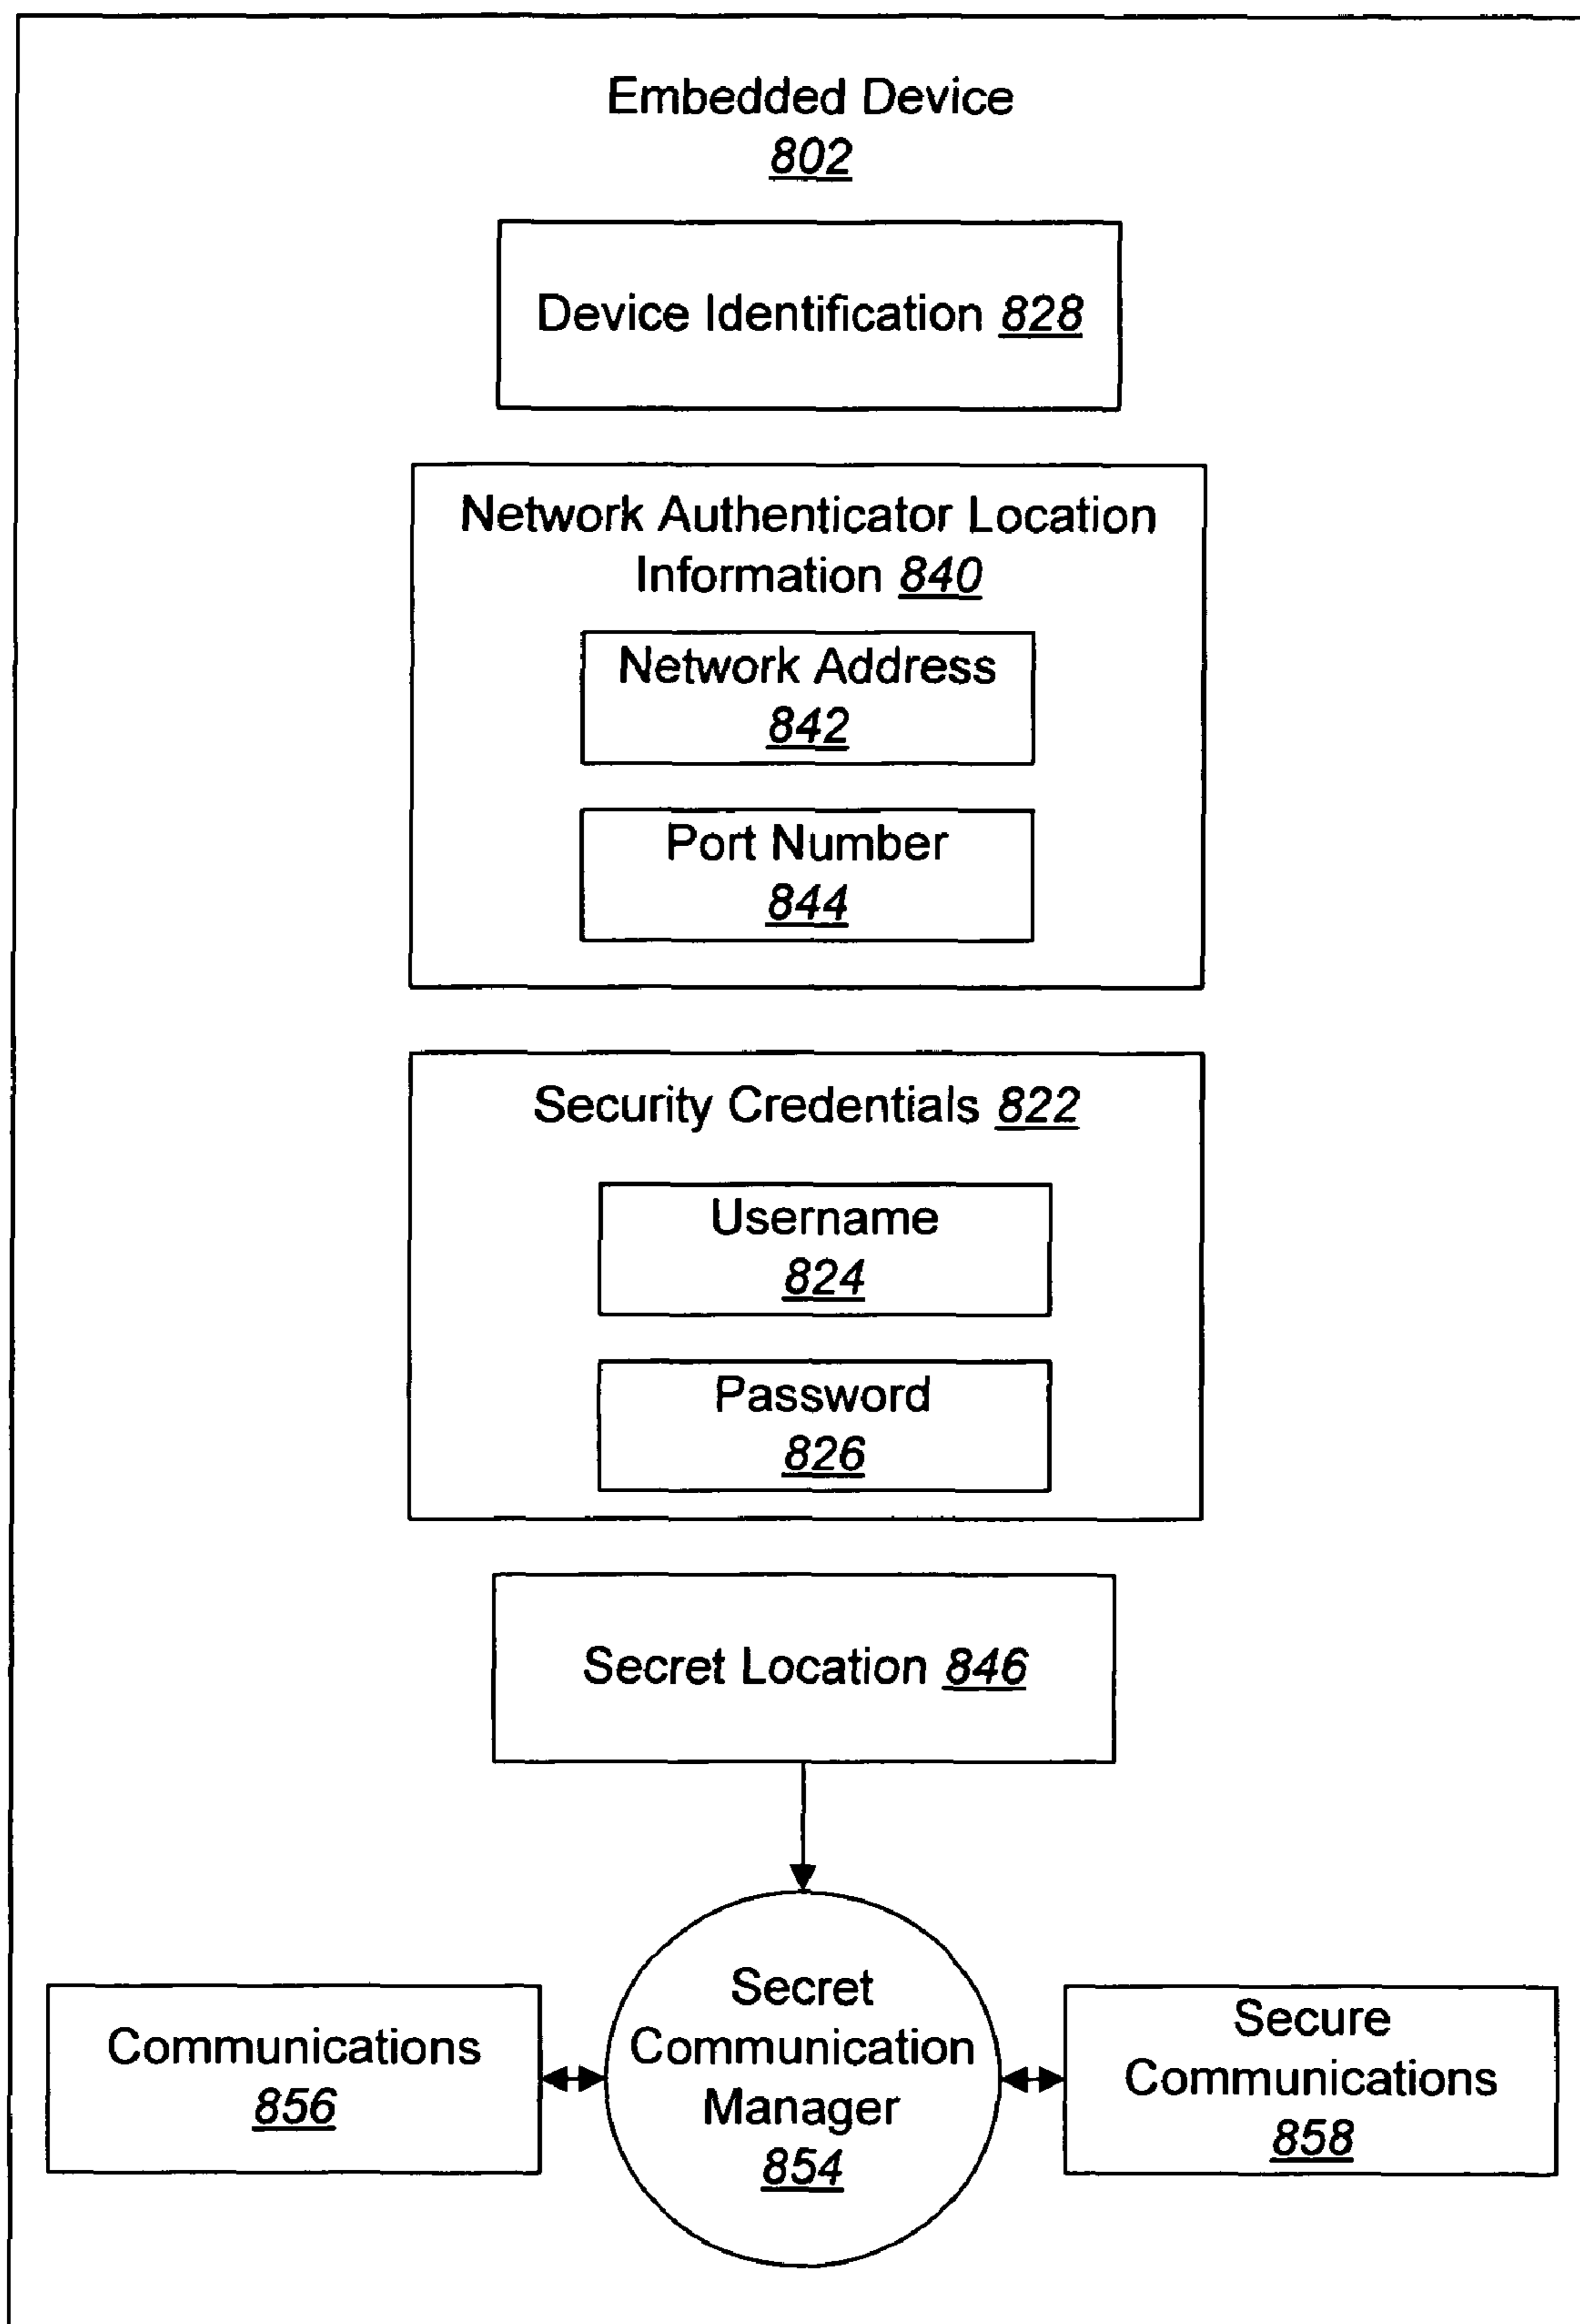 Embedded Device
802
Device Identification 828
Network Authenticator Location
Information 840
Network Address
842
Port Number
844
Security Credentials 822
Username
824
Password
826
Secret Location 846
Secret
Communication
Manager
854
Communications
856
Secure
Communications
858